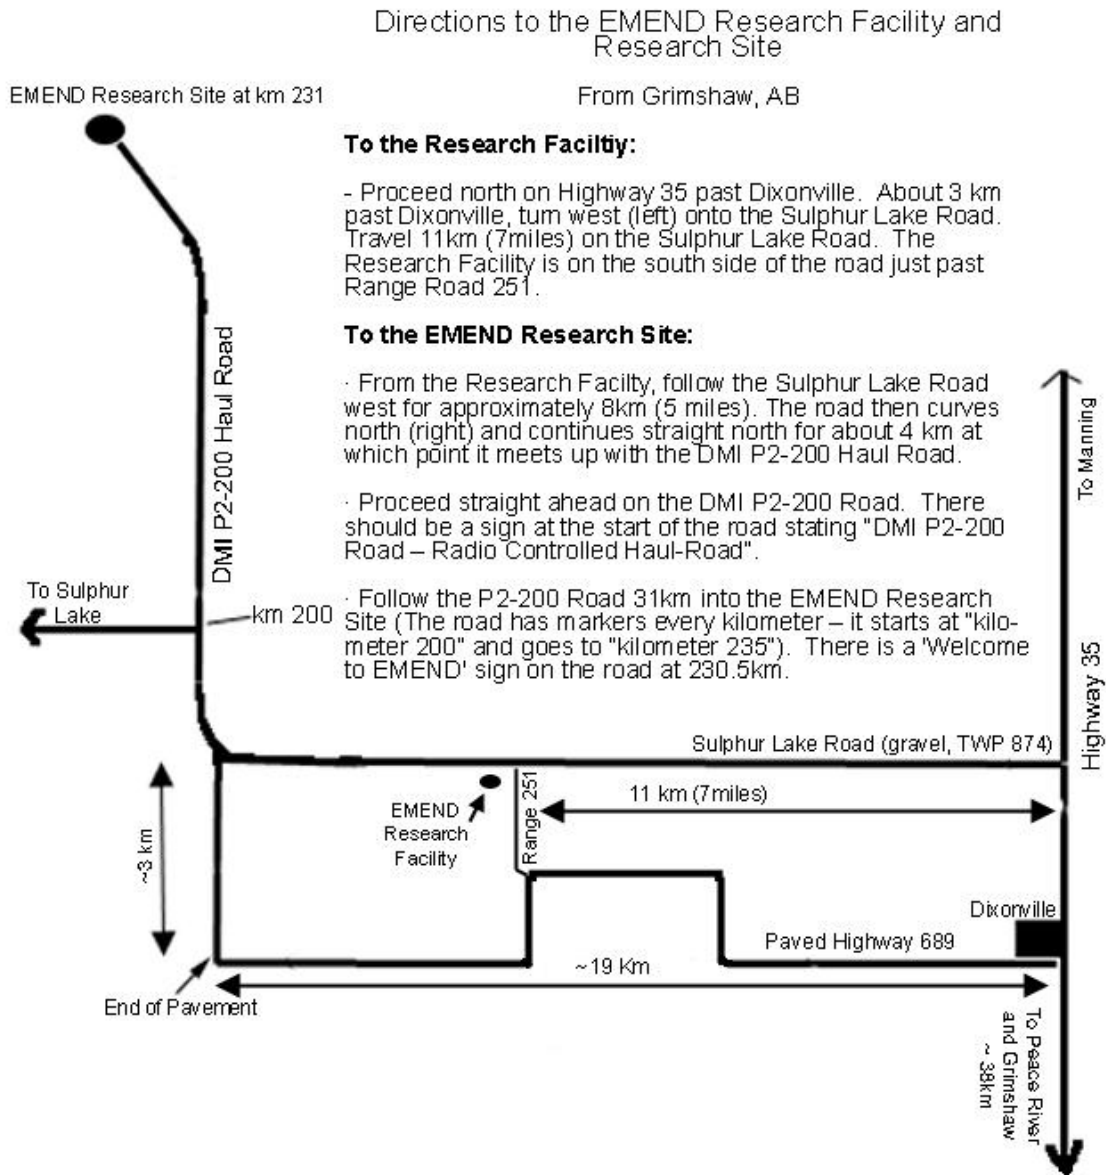 Directions to the EMEND Research Facility and
Research Site
From Grimshaw, AB
EMEND Research Site at km 231
To the Research Faciltiy:
- Proceed north on Highway 35 past Dixonville.  About 3 km
past Dixonville, turn west (left) onto the Sulphur Lake Road.
Travel 11km (7miles) on the Sulphur Lake Road.  The
Research Facility is on the south side of the road just past
Range Road 251.
To the EMEND Research Site:
· From the Research Facilty, follow the Sulphur Lake Road
west for approximately 8km (5 miles). The road then curves
north (right) and continues straight north for about 4 km at
which point it meets up with the DMI P2-200 Haul Road.
· Proceed straight ahead on the DMI P2-200 Road.  There
should be a sign at the start of the road stating "DMI P2-200
Road – Radio Controlled Haul-Road".
· Follow the P2-200 Road 31km into the EMEND Research
Site (The road has markers every kilometer – it starts at "kilo-
meter 200" and goes to "kilometer 235").  There is a 'Welcome
to EMEND' sign on the road at 230.5km.
DMI P2-200 Haul Road
To Manning
To Sulphur
Lake
km 200
Highway 35
Sulphur Lake Road (gravel, TWP 874)
11 km (7miles)
Range 251
EMEND
Research
Facility
~3 km
Dixonville
Paved Highway 689
~19 Km
End of Pavement
To Peace River
and Grimshaw
~ 38km